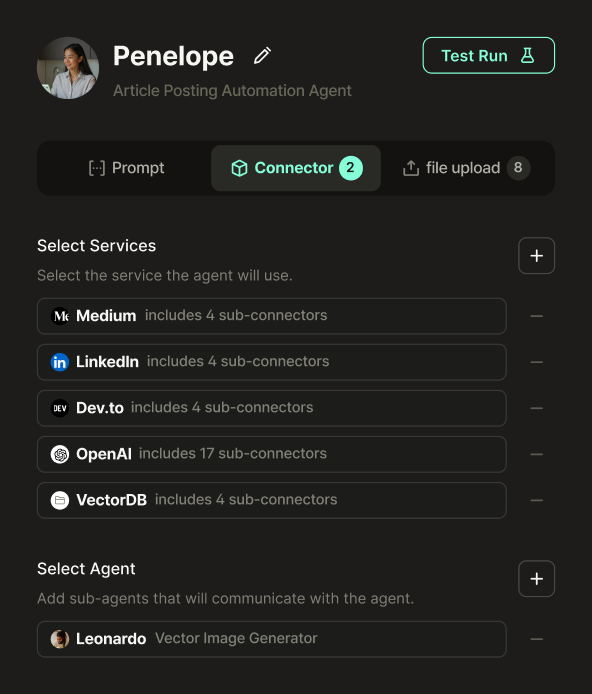 Penelope
Test Run
Article Posting Automation Agent
Prompt
Connector 2
file upload 8
Select Services
Select the service the agent will use.
Medium includes 4 sub-connectors
LinkedIn includes 4 sub-connectors
DEV Dev.to includes 4 sub-connectors
OpenAI includes 17 sub-connectors
VectorDB includes 4 sub-connectors
Select Agent
Add sub-agents that will communicate with the agent.
Leonardo Vector Image Generator